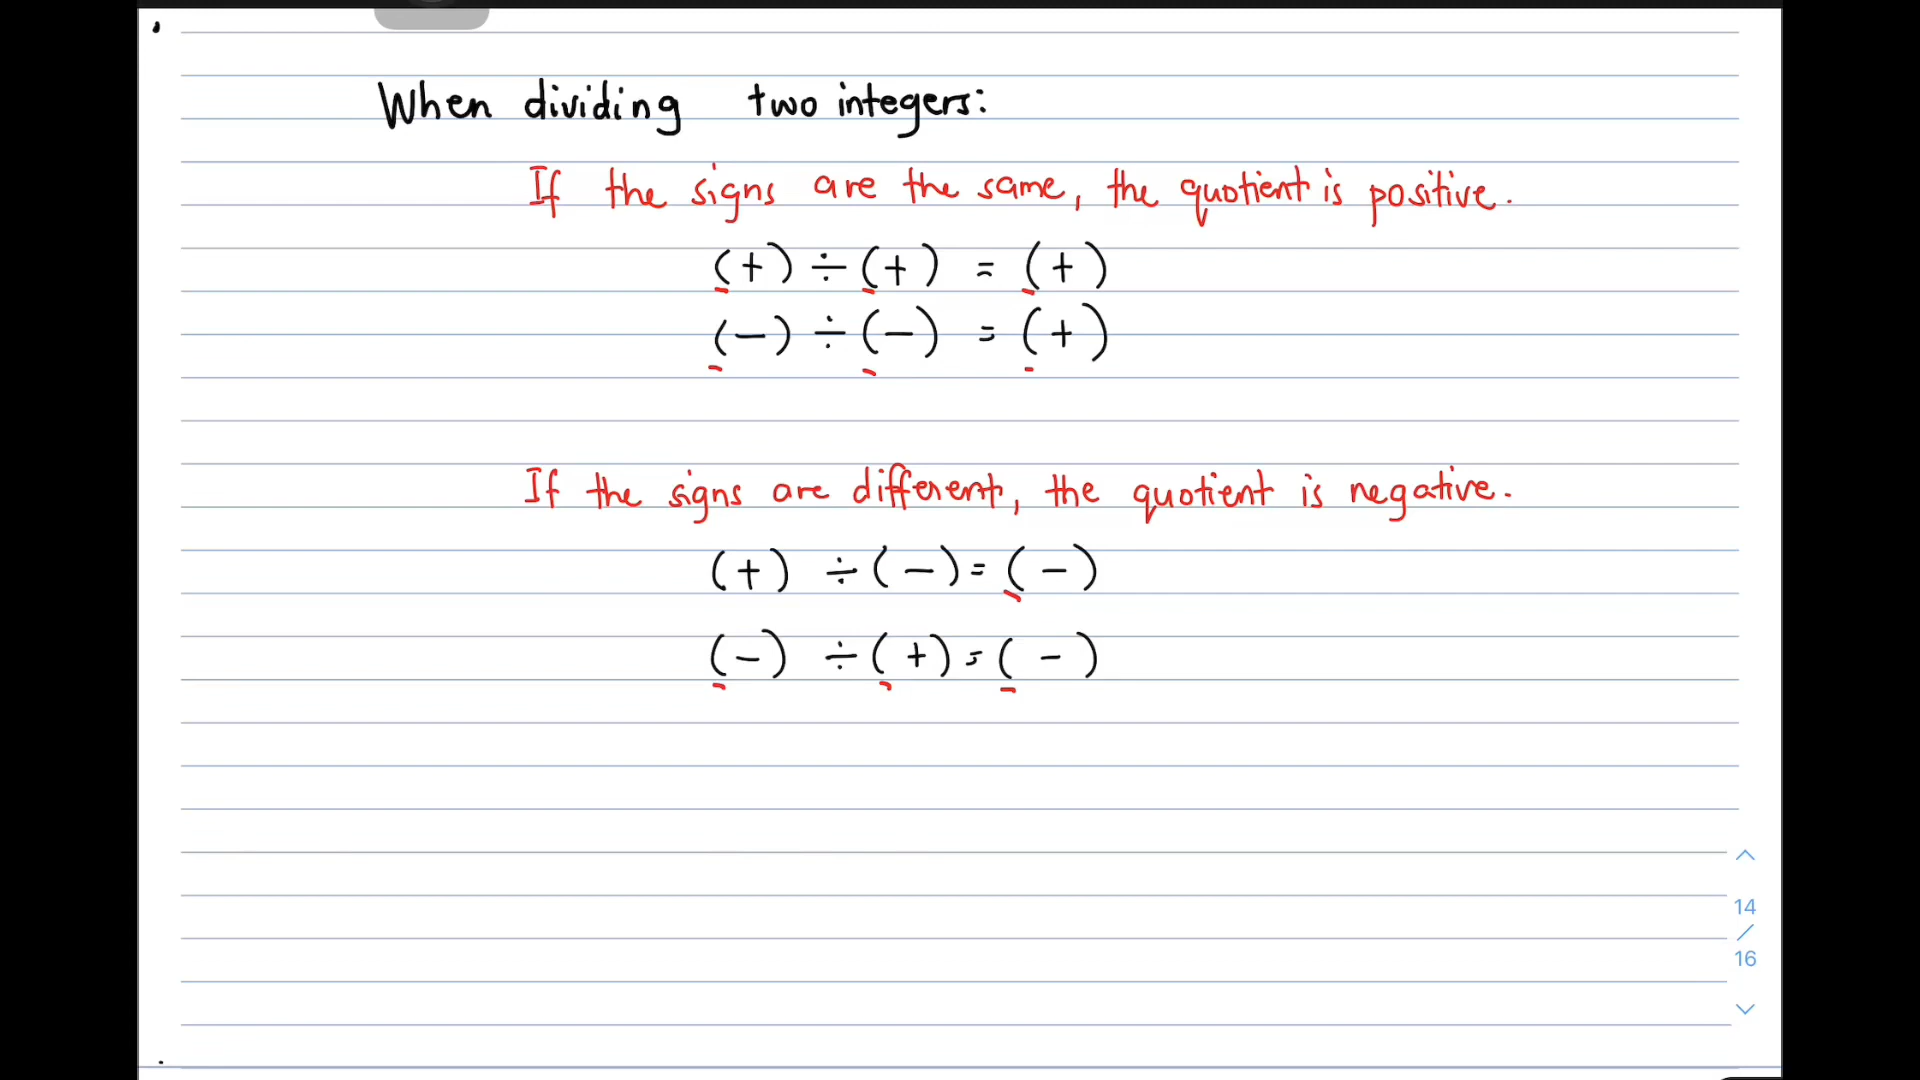 When dividing two integers:
If the signs are the same, the quotient is positive.
(+) ÷ (+) = (+)
(-) ÷ (-) = (+)
If the signs are different, the quotient is negative.
(+) ÷ (-) = (-)
(-) ÷ (+) = (-)
14
/
16